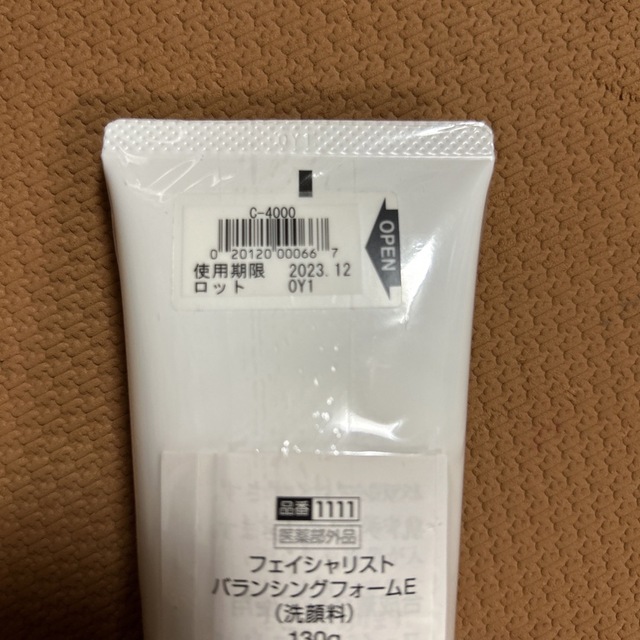 C-4000
0 20120 00066 7
使用期限 2023.12
ロット 0Y1
OPEN
品番 1111
医薬部外品
フェイシャリスト
バランシングフォームE
(洗顔料)
130g